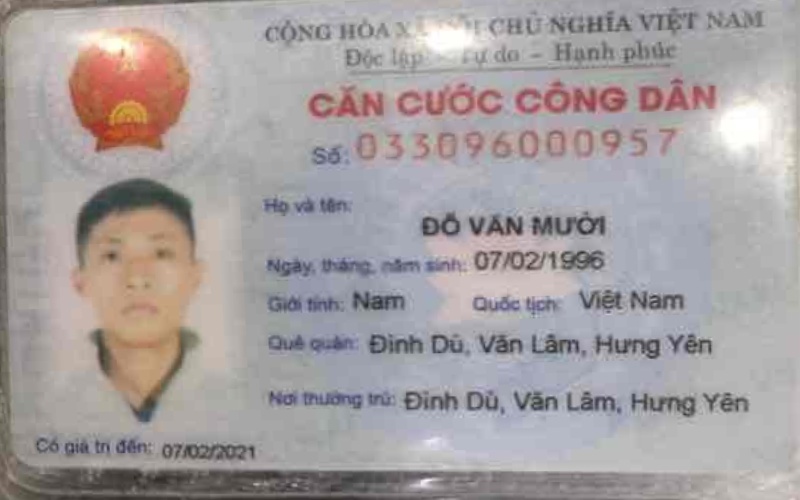 CỘNG HÒA XÃ HỘI CHỦ NGHĨA VIỆT NAM
Độc lập - Tự do - Hạnh phúc
CĂN CƯỚC CÔNG DÂN
Số: 033096000957
Họ và tên:
ĐỖ VĂN MƯỜI
Ngày, tháng, năm sinh: 07/02/1996
Giới tính: Nam Quốc tịch: Việt Nam
Quê quán: Đình Dù, Văn Lâm, Hưng Yên
Nơi thường trú: Đình Dù, Văn Lâm, Hưng Yên
Có giá trị đến: 07/02/2021